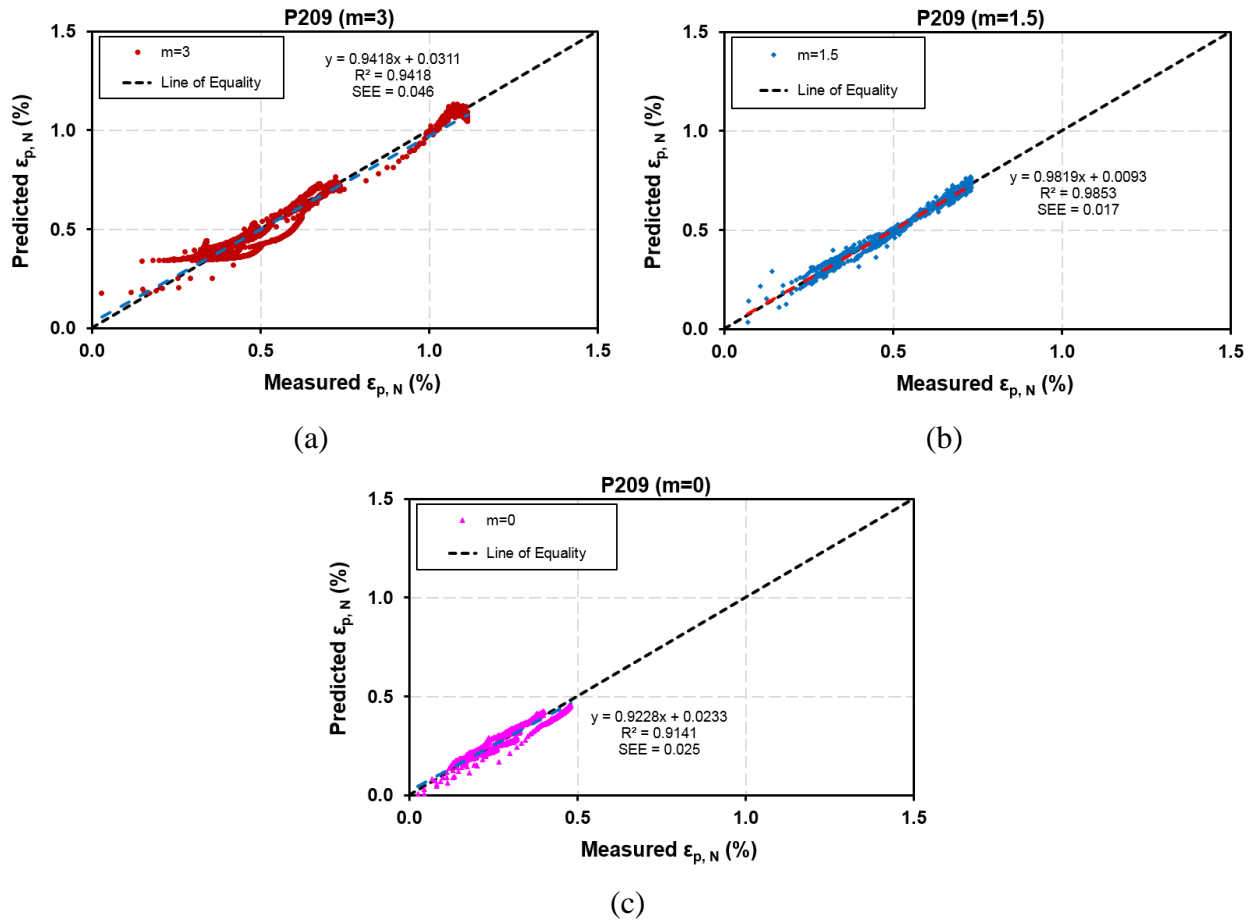 P209 (m=3)
1.5
1.0
0.5
0.0
0.0 0.5 1.0 1.5
Predicted εp, N (%)
Measured εp, N (%)
m=3
Line of Equality
y = 0.9418x + 0.0311
R² = 0.9418
SEE = 0.046
(a)
P209 (m=1.5)
1.5
1.0
0.5
0.0
0.0 0.5 1.0 1.5
Predicted εp, N (%)
Measured εp, N (%)
m=1.5
Line of Equality
y = 0.9819x + 0.0093
R² = 0.9853
SEE = 0.017
(b)
P209 (m=0)
1.5
1.0
0.5
0.0
0.0 0.5 1.0 1.5
Predicted εp, N (%)
Measured εp, N (%)
m=0
Line of Equality
y = 0.9228x + 0.0233
R² = 0.9141
SEE = 0.025
(c)